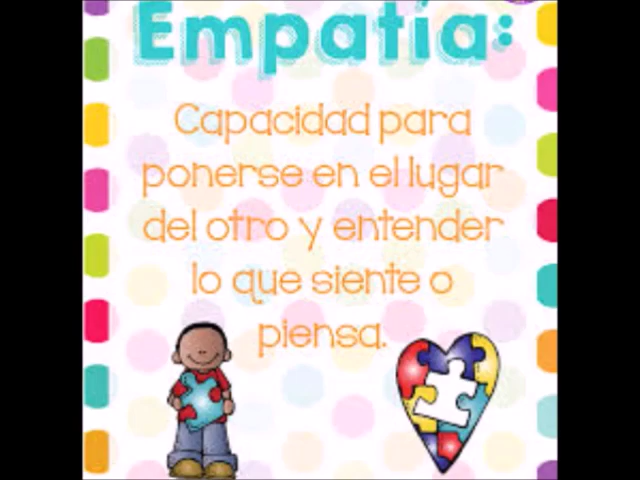 Empatía:
Capacidad para
ponerse en el lugar
del otro y entender
lo que siente o
piensa.